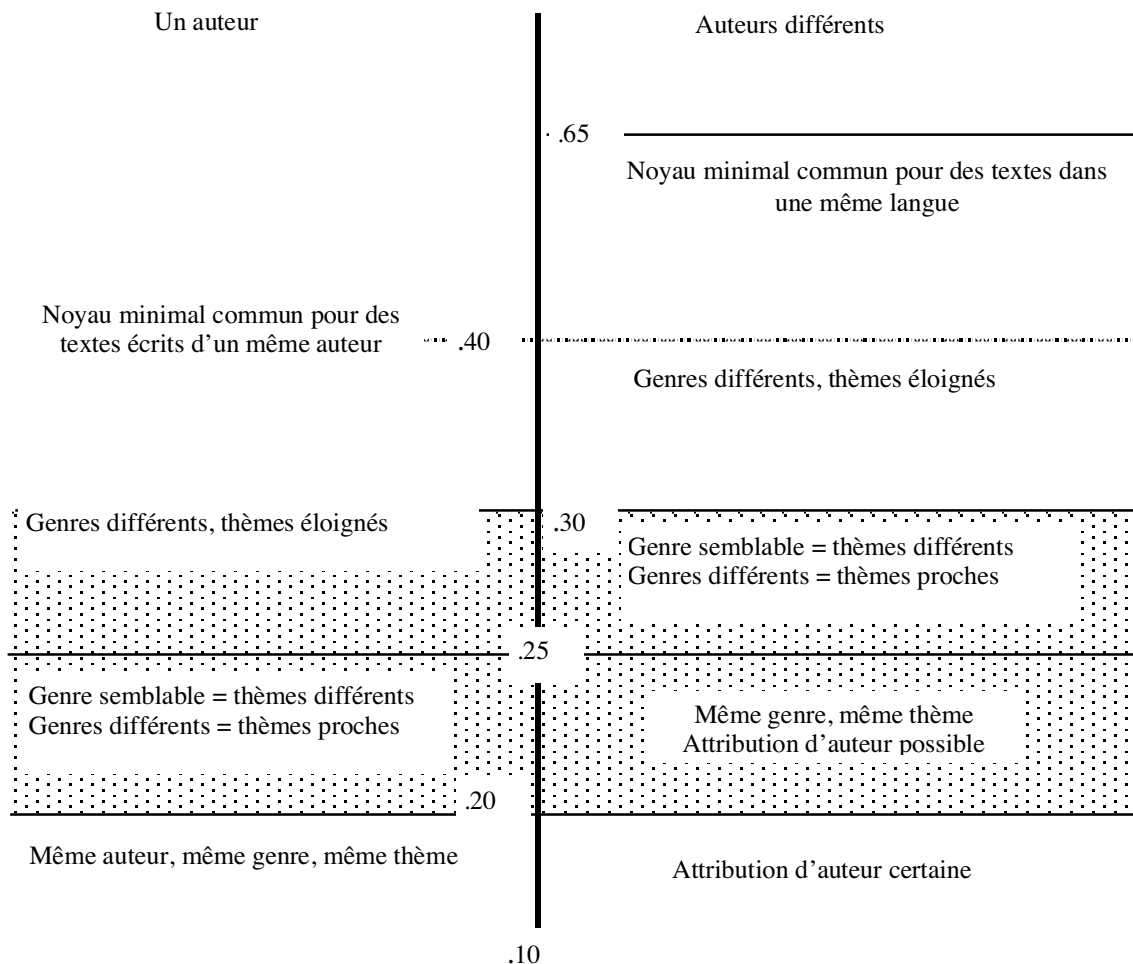 Un auteur
Auteurs différents
.65
Noyau minimal commun pour des textes dans
une même langue
Noyau minimal commun pour des
textes écrits d’un même auteur
.40
Genres différents, thèmes éloignés
Genres différents, thèmes éloignés
.30
Genre semblable = thèmes différents
Genres différents = thèmes proches
.25
Genre semblable = thèmes différents
Genres différents = thèmes proches
Même genre, même thème
Attribution d’auteur possible
.20
Même auteur, même genre, même thème
Attribution d’auteur certaine
.10